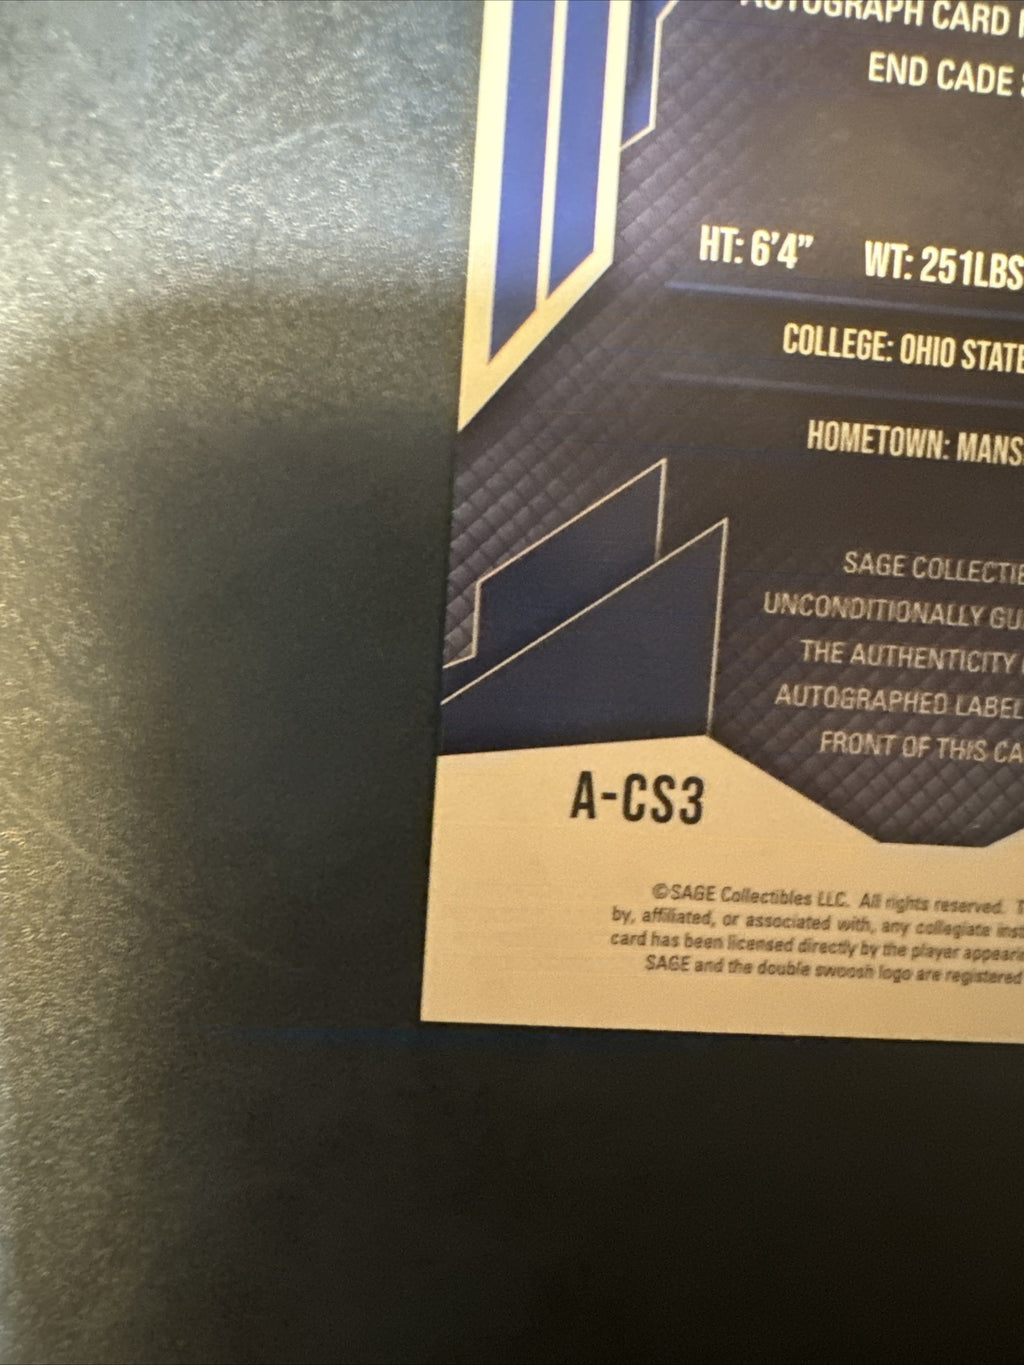 AUTOGRAPH CARD
END CADE
HT: 6'4" WT: 251LBS
COLLEGE: OHIO STATE
HOMETOWN: MANS
SAGE COLLECTIB
UNCONDITIONALLY GU
THE AUTHENTICITY
AUTOGRAPHED LABEL
FRONT OF THIS CA
A-CS3
©SAGE Collectibles LLC. All rights reserved. T
by, affiliated, or associated with, any collegiate inst
card has been licensed directly by the player appeari
SAGE and the double swoosh logo are registered